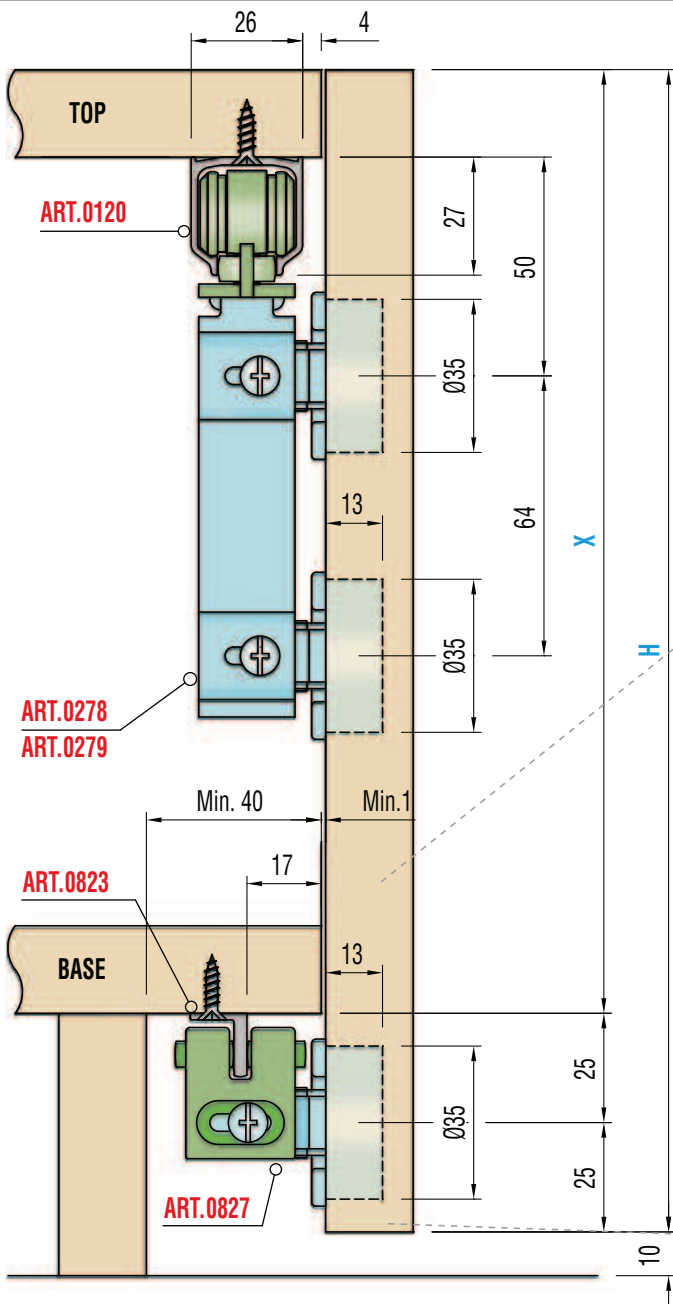 26
4
TOP
ART.0120
27
50
Ø35
13
64
X
H
Ø35
ART.0278
ART.0279
Min. 40
Min.1
17
ART.0823
BASE
13
25
Ø35
25
ART.0827
10